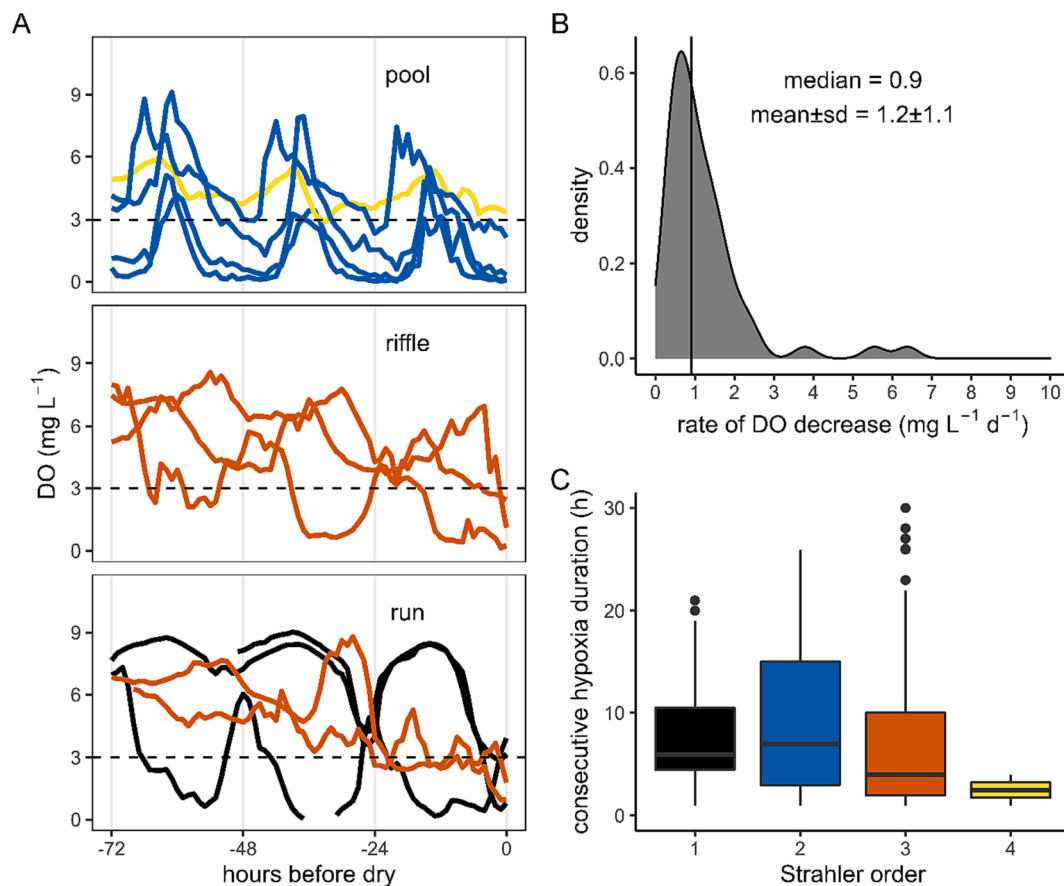 A
pool
9
6
3
0
riffle
9
6
3
0
DO (mg L⁻¹)
run
9
6
3
0
-72 -48 -24 0
hours before dry
B
median = 0.9
mean±sd = 1.2±1.1
0.6
0.4
0.2
0.0
density
0 1 2 3 4 5 6 7 8 9 10
rate of DO decrease (mg L⁻¹ d⁻¹)
C
30
20
10
0
consecutive hypoxia duration (h)
1 2 3 4
Strahler order